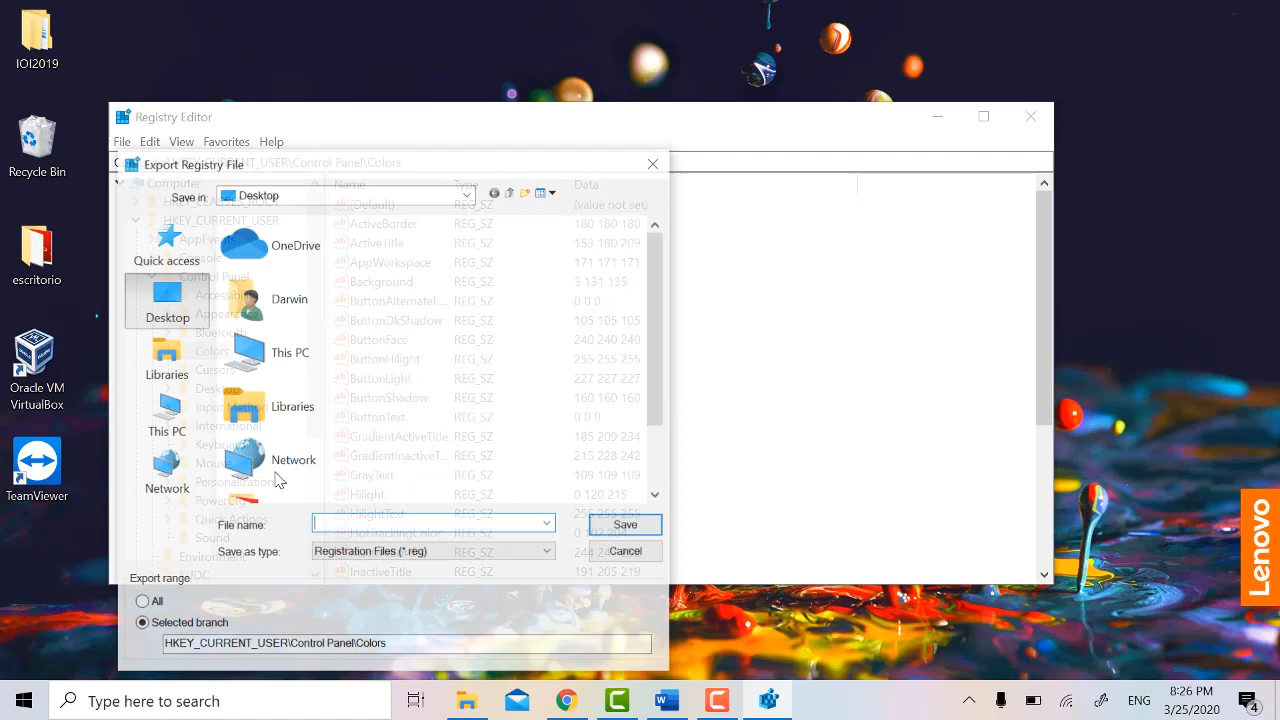 IOI2019
Recycle Bin
escritorio
Oracle VM
VirtualBox
TeamViewer
Registry Editor
File Edit View Favorites Help
HKEY_CURRENT_USER\Control Panel\Colors
Export Registry File
Save in: Desktop
Quick access
Desktop
Libraries
This PC
Network
OneDrive
Darwin
This PC
Libraries
Network
File name:
Save as type: Registration Files (*.reg)
Save
Cancel
Export range
All
Selected branch
HKEY_CURRENT_USER\Control Panel\Colors
Computer
HKEY_CURRENT_USER
AppEvents
Console
Control Panel
Bluetooth
Colors
Cursors
Desktop
Input Method
International
Keyboard
Mouse
Personalization
PowerCfg
Quick Actions
Sound
Environment
Name Type Data
(Default) REG_SZ (value not set)
ActiveBorder REG_SZ 180 180 180
ActiveTitle REG_SZ 153 180 209
AppWorkspace REG_SZ 171 171 171
Background REG_SZ 3 131 135
ButtonAlternateF... REG_SZ 0 0 0
ButtonDkShadow REG_SZ 105 105 105
ButtonFace REG_SZ 240 240 240
ButtonHilight REG_SZ 255 255 255
ButtonLight REG_SZ 227 227 227
ButtonShadow REG_SZ 160 160 160
ButtonText REG_SZ 0 0 0
GradientActiveTitle REG_SZ 185 209 234
GradientInactiveT... REG_SZ 215 228 242
GrayText REG_SZ 109 109 109
Hilight REG_SZ 0 120 215
HilightText REG_SZ 255 255 255
HotTrackingColor REG_SZ 0 102 204
REG_SZ
InactiveTitle REG_SZ 191 205 219
Lenovo
Type here to search
ENG
8:26 PM
3/25/2020
4